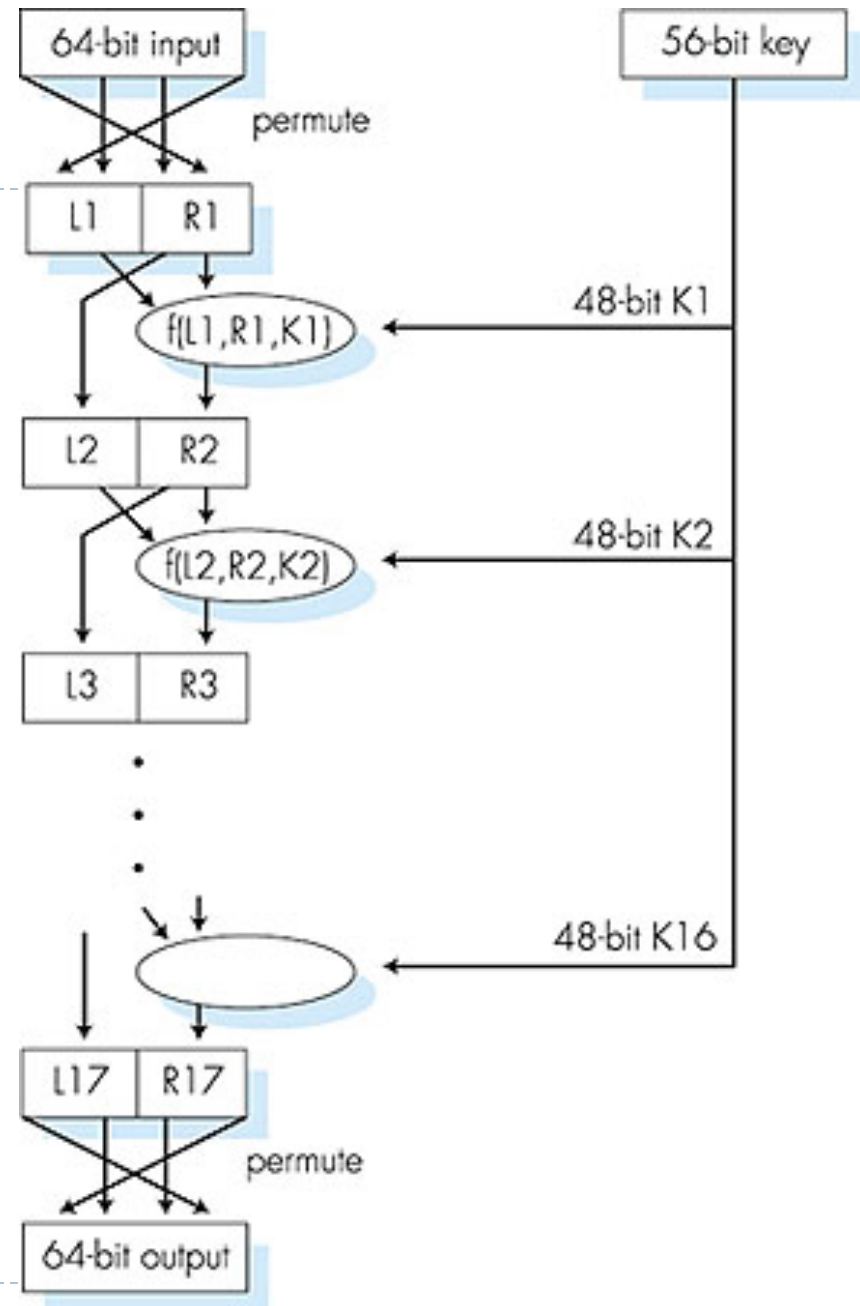 64-bit input
56-bit key
permute
L1 R1
48-bit K1
f(L1,R1,K1)
L2 R2
48-bit K2
f(L2,R2,K2)
L3 R3
48-bit K16
L17 R17
permute
64-bit output